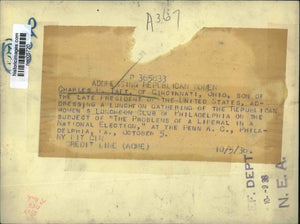 A367
P 365833
ADDRESSING REPUBLICAN WOMEN
CHARLES P. TAFT, OF CINCINNATI, OHIO, SON OF
THE LATE PRESIDENT OF THE UNITED STATES, AD-
DRESSING A LUNCHEON GATHERING OF THE REPUBLICAN
WOMEN'S LUNCHEON CLUB OF PHILADELPHIA ON THE
SUBJECT OF "THE PROBLEMS OF A LIBERAL IN A
NATIONAL ELECTION," AT THE PENN A.C., PHILA-
DELPHIA, PA., OCTOBER 5.
CREDIT LINE (ACME)
10/5/36.
F. DEPT.
N. E. A.